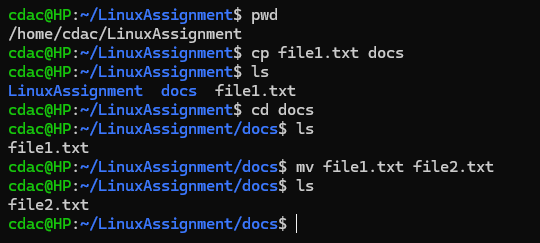 cdac@HP:~/LinuxAssignment$ pwd
/home/cdac/LinuxAssignment
cdac@HP:~/LinuxAssignment$ cp file1.txt docs
cdac@HP:~/LinuxAssignment$ ls
LinuxAssignment  docs  file1.txt
cdac@HP:~/LinuxAssignment$ cd docs
cdac@HP:~/LinuxAssignment/docs$ ls
file1.txt
cdac@HP:~/LinuxAssignment/docs$ mv file1.txt file2.txt
cdac@HP:~/LinuxAssignment/docs$ ls
file2.txt
cdac@HP:~/LinuxAssignment/docs$